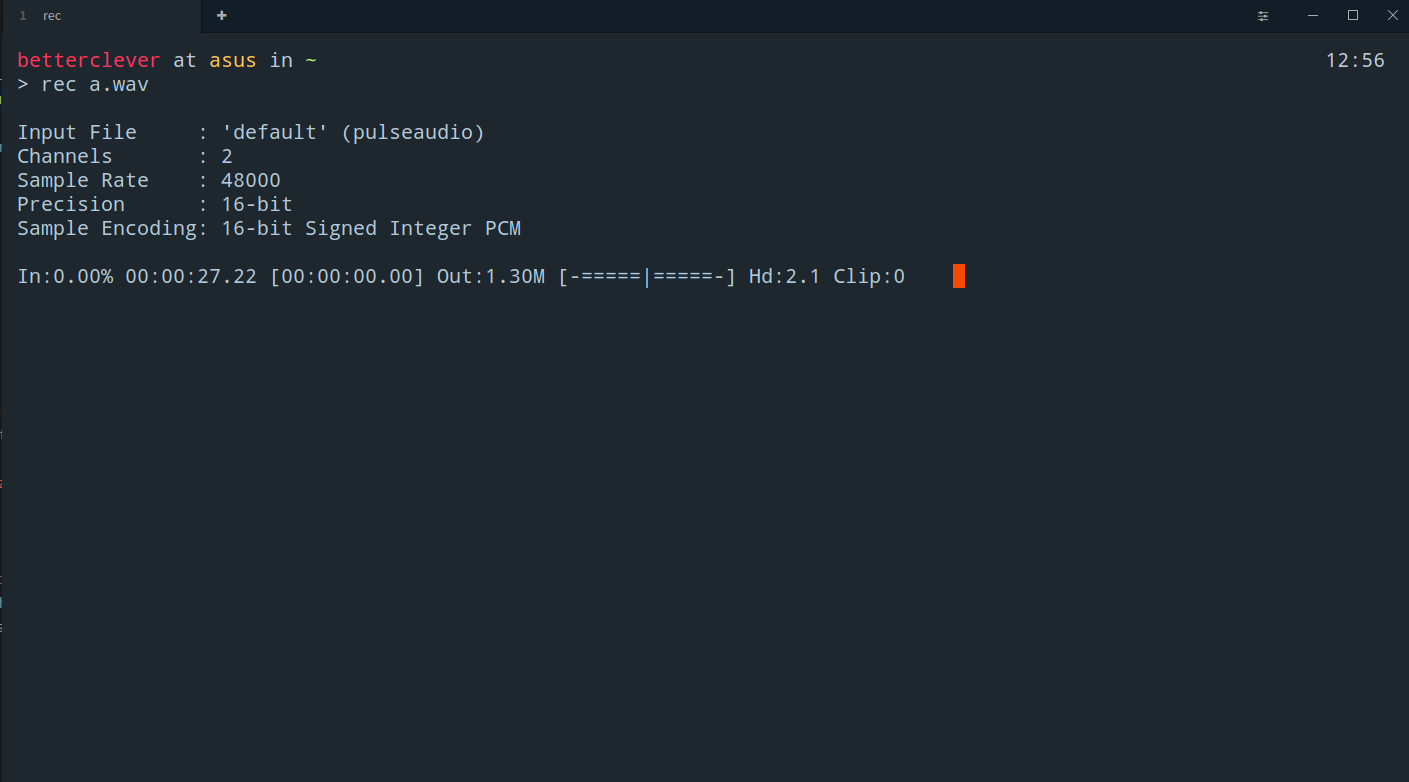 1 rec
betterclever at asus in ~ 12:56
> rec a.wav
Input File     : 'default' (pulseaudio)
Channels       : 2
Sample Rate    : 48000
Precision      : 16-bit
Sample Encoding: 16-bit Signed Integer PCM
In:0.00% 00:00:27.22 [00:00:00.00] Out:1.30M [-=====|=====-] Hd:2.1 Clip:0